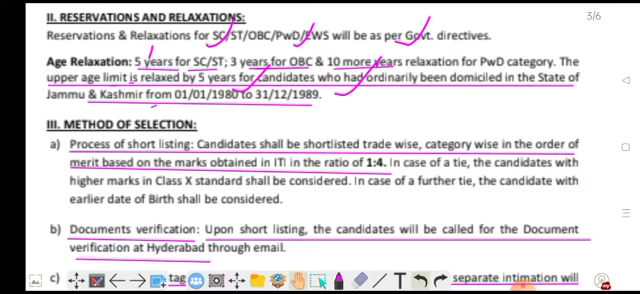 II. RESERVATIONS AND RELAXATIONS:
3/6
Reservations & Relaxations for SC/ST/OBC/PwD/EWS will be as per Govt. directives.
Age Relaxation: 5 years for SC/ST; 3 years for OBC & 10 more years relaxation for PwD category. The
upper age limit is relaxed by 5 years for candidates who had ordinarily been domiciled in the State of
Jammu & Kashmir from 01/01/1980 to 31/12/1989.
III. METHOD OF SELECTION:
a) Process of short listing: Candidates shall be shortlisted trade wise, category wise in the order of
merit based on the marks obtained in ITI in the ratio of 1:4. In case of a tie, the candidates with
higher marks in Class X standard shall be considered. In case of a further tie, the candidate with
earlier date of Birth shall be considered.
b) Documents verification: Upon short listing, the candidates will be called for the Document
verification at Hyderabad through email.
c) tag separate intimation will